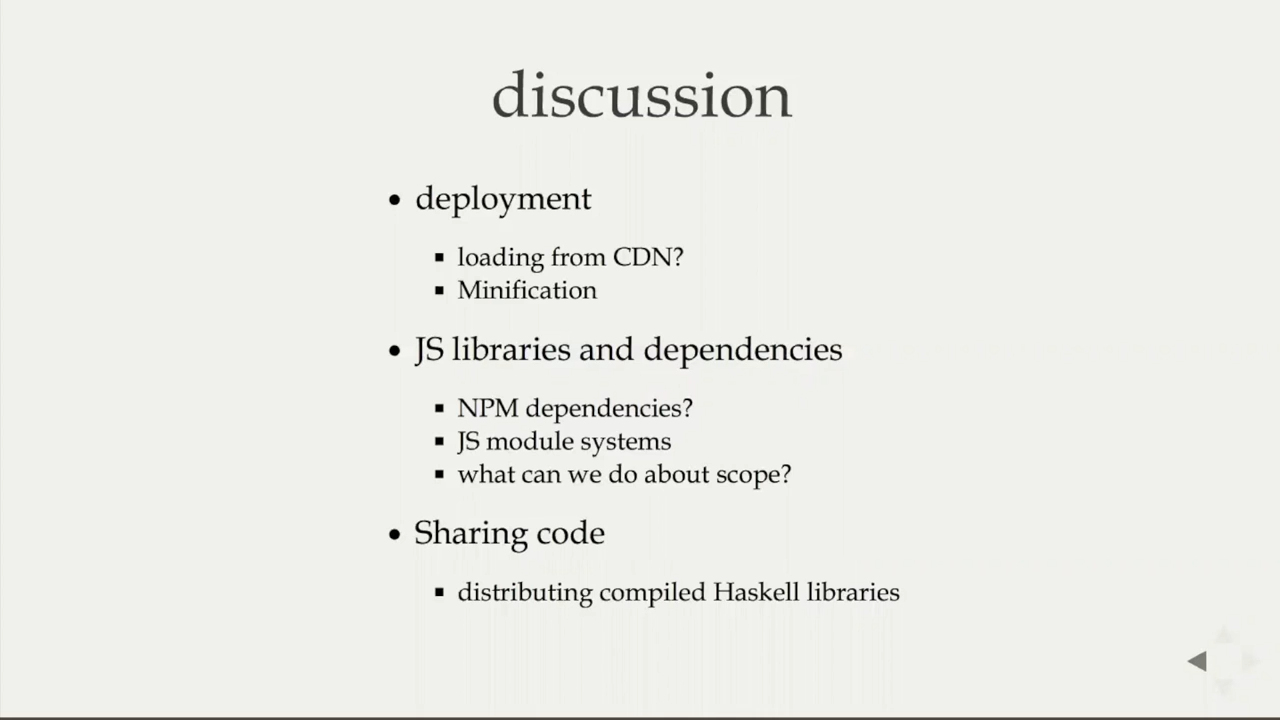 discussion
• deployment
▪ loading from CDN?
▪ Minification
• JS libraries and dependencies
▪ NPM dependencies?
▪ JS module systems
▪ what can we do about scope?
• Sharing code
▪ distributing compiled Haskell libraries